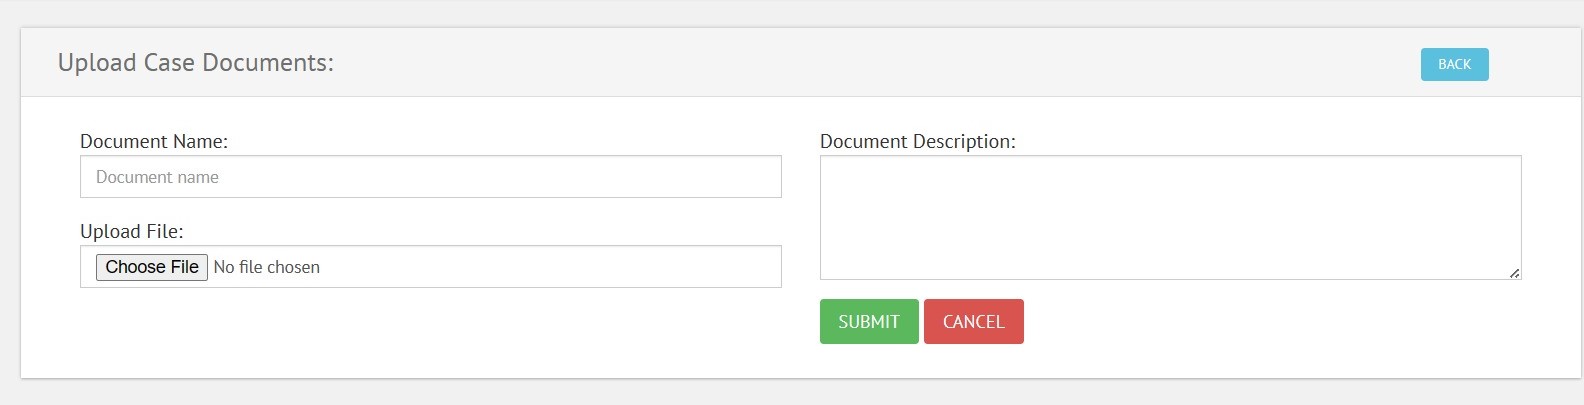 Upload Case Documents:
BACK
Document Name:
Document name
Upload File:
Choose File No file chosen
Document Description:
SUBMIT CANCEL